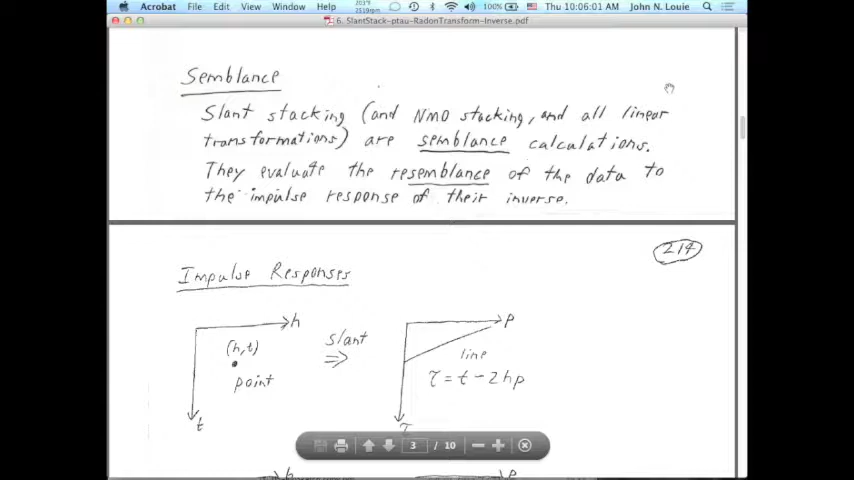 Acrobat File Edit View Window Help 100% Thu 10:06:01 AM John N. Louie
6. SlantStack-ptau-RadonTransform-Inverse.pdf
Semblance
Slant stacking (and NMO stacking, and all linear
transformations) are semblance calculations.
They evaluate the resemblance of the data to
the impulse response of their inverse.
214
Impulse Responses
h
p
(h,t)
slant
⇒
point
line
τ = t - 2hp
t
τ
3 / 10
h
p